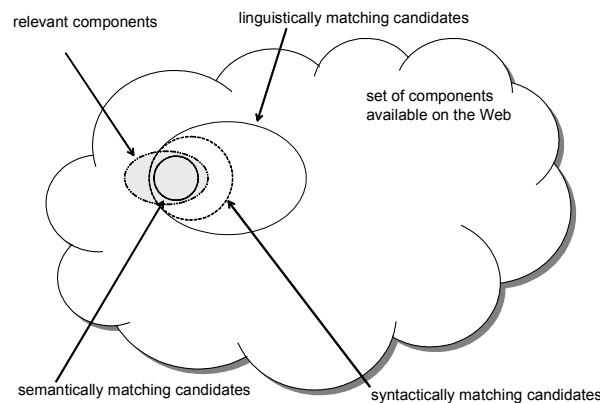 relevant components
linguistically matching candidates
set of components
available on the Web
semantically matching candidates
syntactically matching candidates